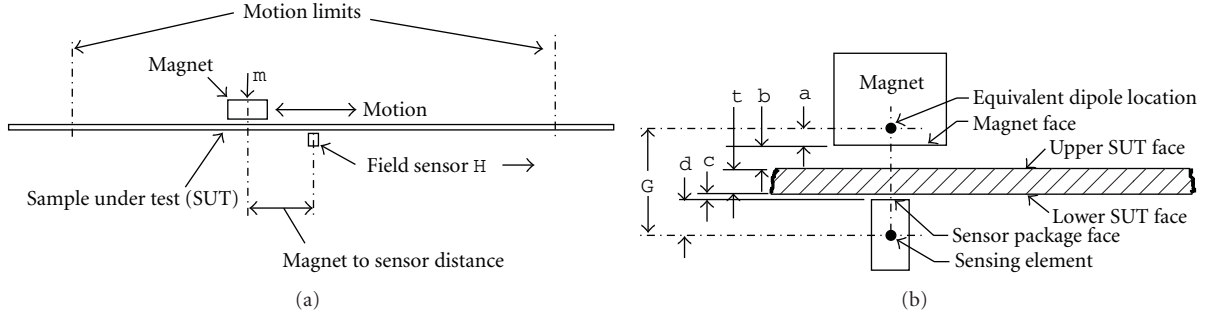 Motion limits
Magnet
m
Motion
Field sensor H
Sample under test (SUT)
Magnet to sensor distance
(a)
Magnet
a
b
t
Equivalent dipole location
Magnet face
d
c
G
Upper SUT face
Lower SUT face
Sensor package face
Sensing element
(b)